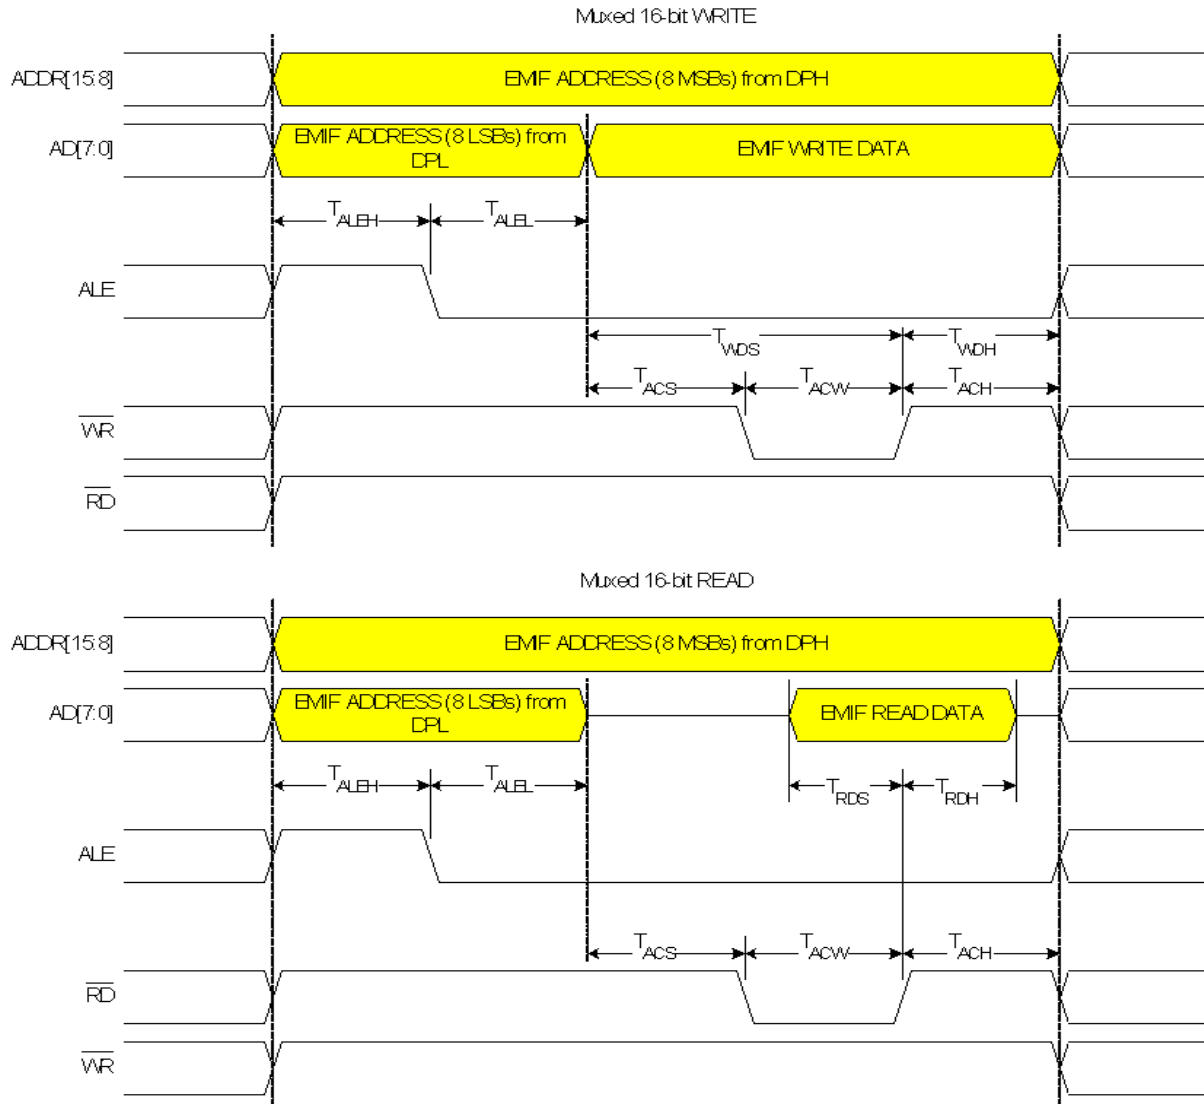 Muxed 16-bit WRITE
ADDR[15:8]
EMIF ADDRESS (8 MSBs) from DPH
AD[7:0]
EMIF ADDRESS (8 LSBs) from
DPL
EMIF WRITE DATA
TALEH
TALEL
ALE
TWDS
TWDH
TACS
TACW
TACH
WR
RD
Muxed 16-bit READ
ADDR[15:8]
EMIF ADDRESS (8 MSBs) from DPH
AD[7:0]
EMIF ADDRESS (8 LSBs) from
DPL
EMIF READ DATA
TALEH
TALEL
TRDS
TRDH
ALE
TACS
TACW
TACH
RD
WR